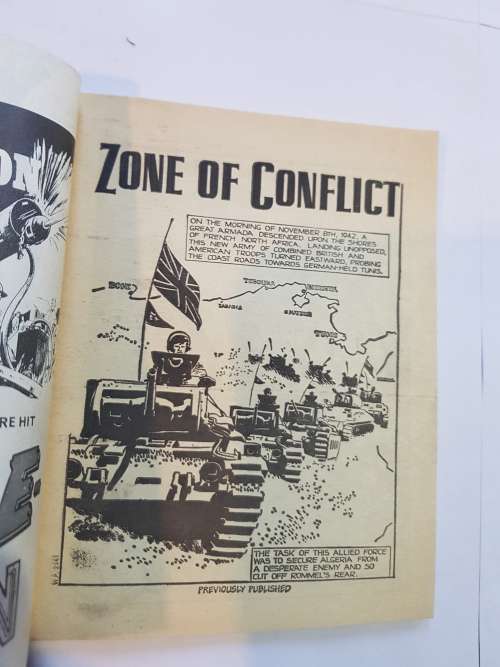 ZONE OF CONFLICT
ON THE MORNING OF NOVEMBER 8TH, 1942, A
GREAT ARMADA DESCENDED UPON THE SHORES
OF FRENCH NORTH AFRICA. LANDING UNOPPOSED,
THIS NEW ARMY OF COMBINED BRITISH AND
AMERICAN TROOPS TURNED EASTWARD, PROBING
THE COAST ROADS TOWARDS GERMAN-HELD TUNIS.
BONE
TABARKA
BIZERTA
TUNIS
THE TASK OF THIS ALLIED FORCE
WAS TO SECURE ALGERIA FROM
A DESPERATE ENEMY AND SO
CUT OFF ROMMEL'S REAR.
PREVIOUSLY PUBLISHED
ON
RE HIT